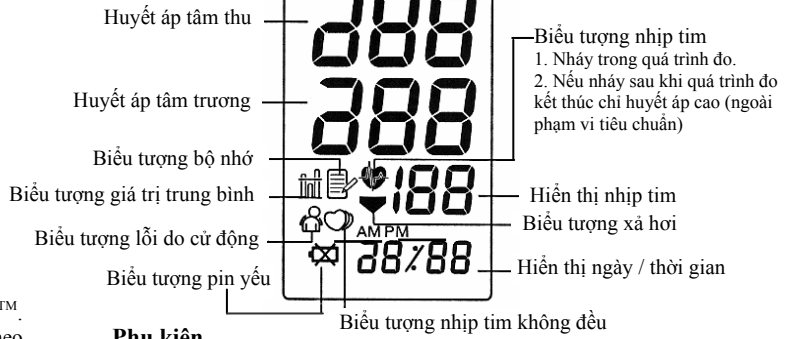 Huyết áp tâm thu
Biểu tượng nhịp tim
1. Nháy trong quá trình đo.
2. Nếu nháy sau khi quá trình đo
kết thúc chỉ huyết áp cao (ngoài
phạm vi tiêu chuẩn)
Huyết áp tâm trương
Biểu tượng bộ nhớ
Biểu tượng giá trị trung bình
188
Hiển thị nhịp tim
Biểu tượng xả hơi
Biểu tượng lỗi do cử động
AM PM
Hiển thị ngày / thời gian
Biểu tượng pin yếu
Biểu tượng nhịp tim không đều
TM
Phụ kiện